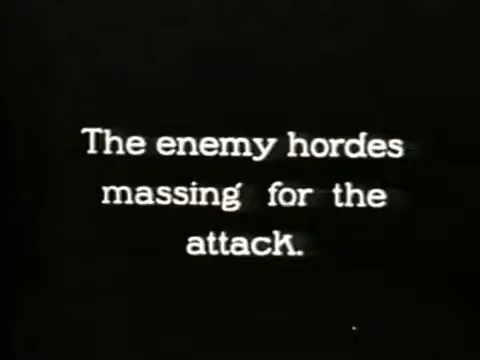 The enemy hordes
massing for the
attack.